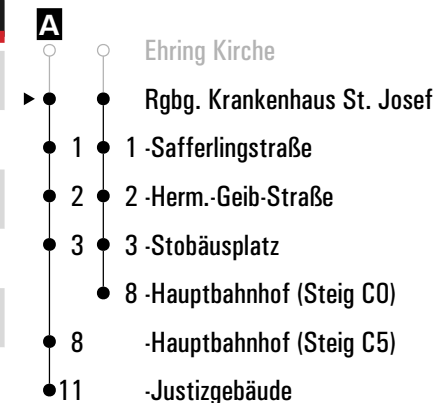 A
Ehring Kirche
Rgbg. Krankenhaus St. Josef
1 1 -Safferlingstraße
2 2 -Herm.-Geib-Straße
3 3 -Stobäusplatz
8 -Hauptbahnhof (Steig C0)
8 -Hauptbahnhof (Steig C5)
11 -Justizgebäude